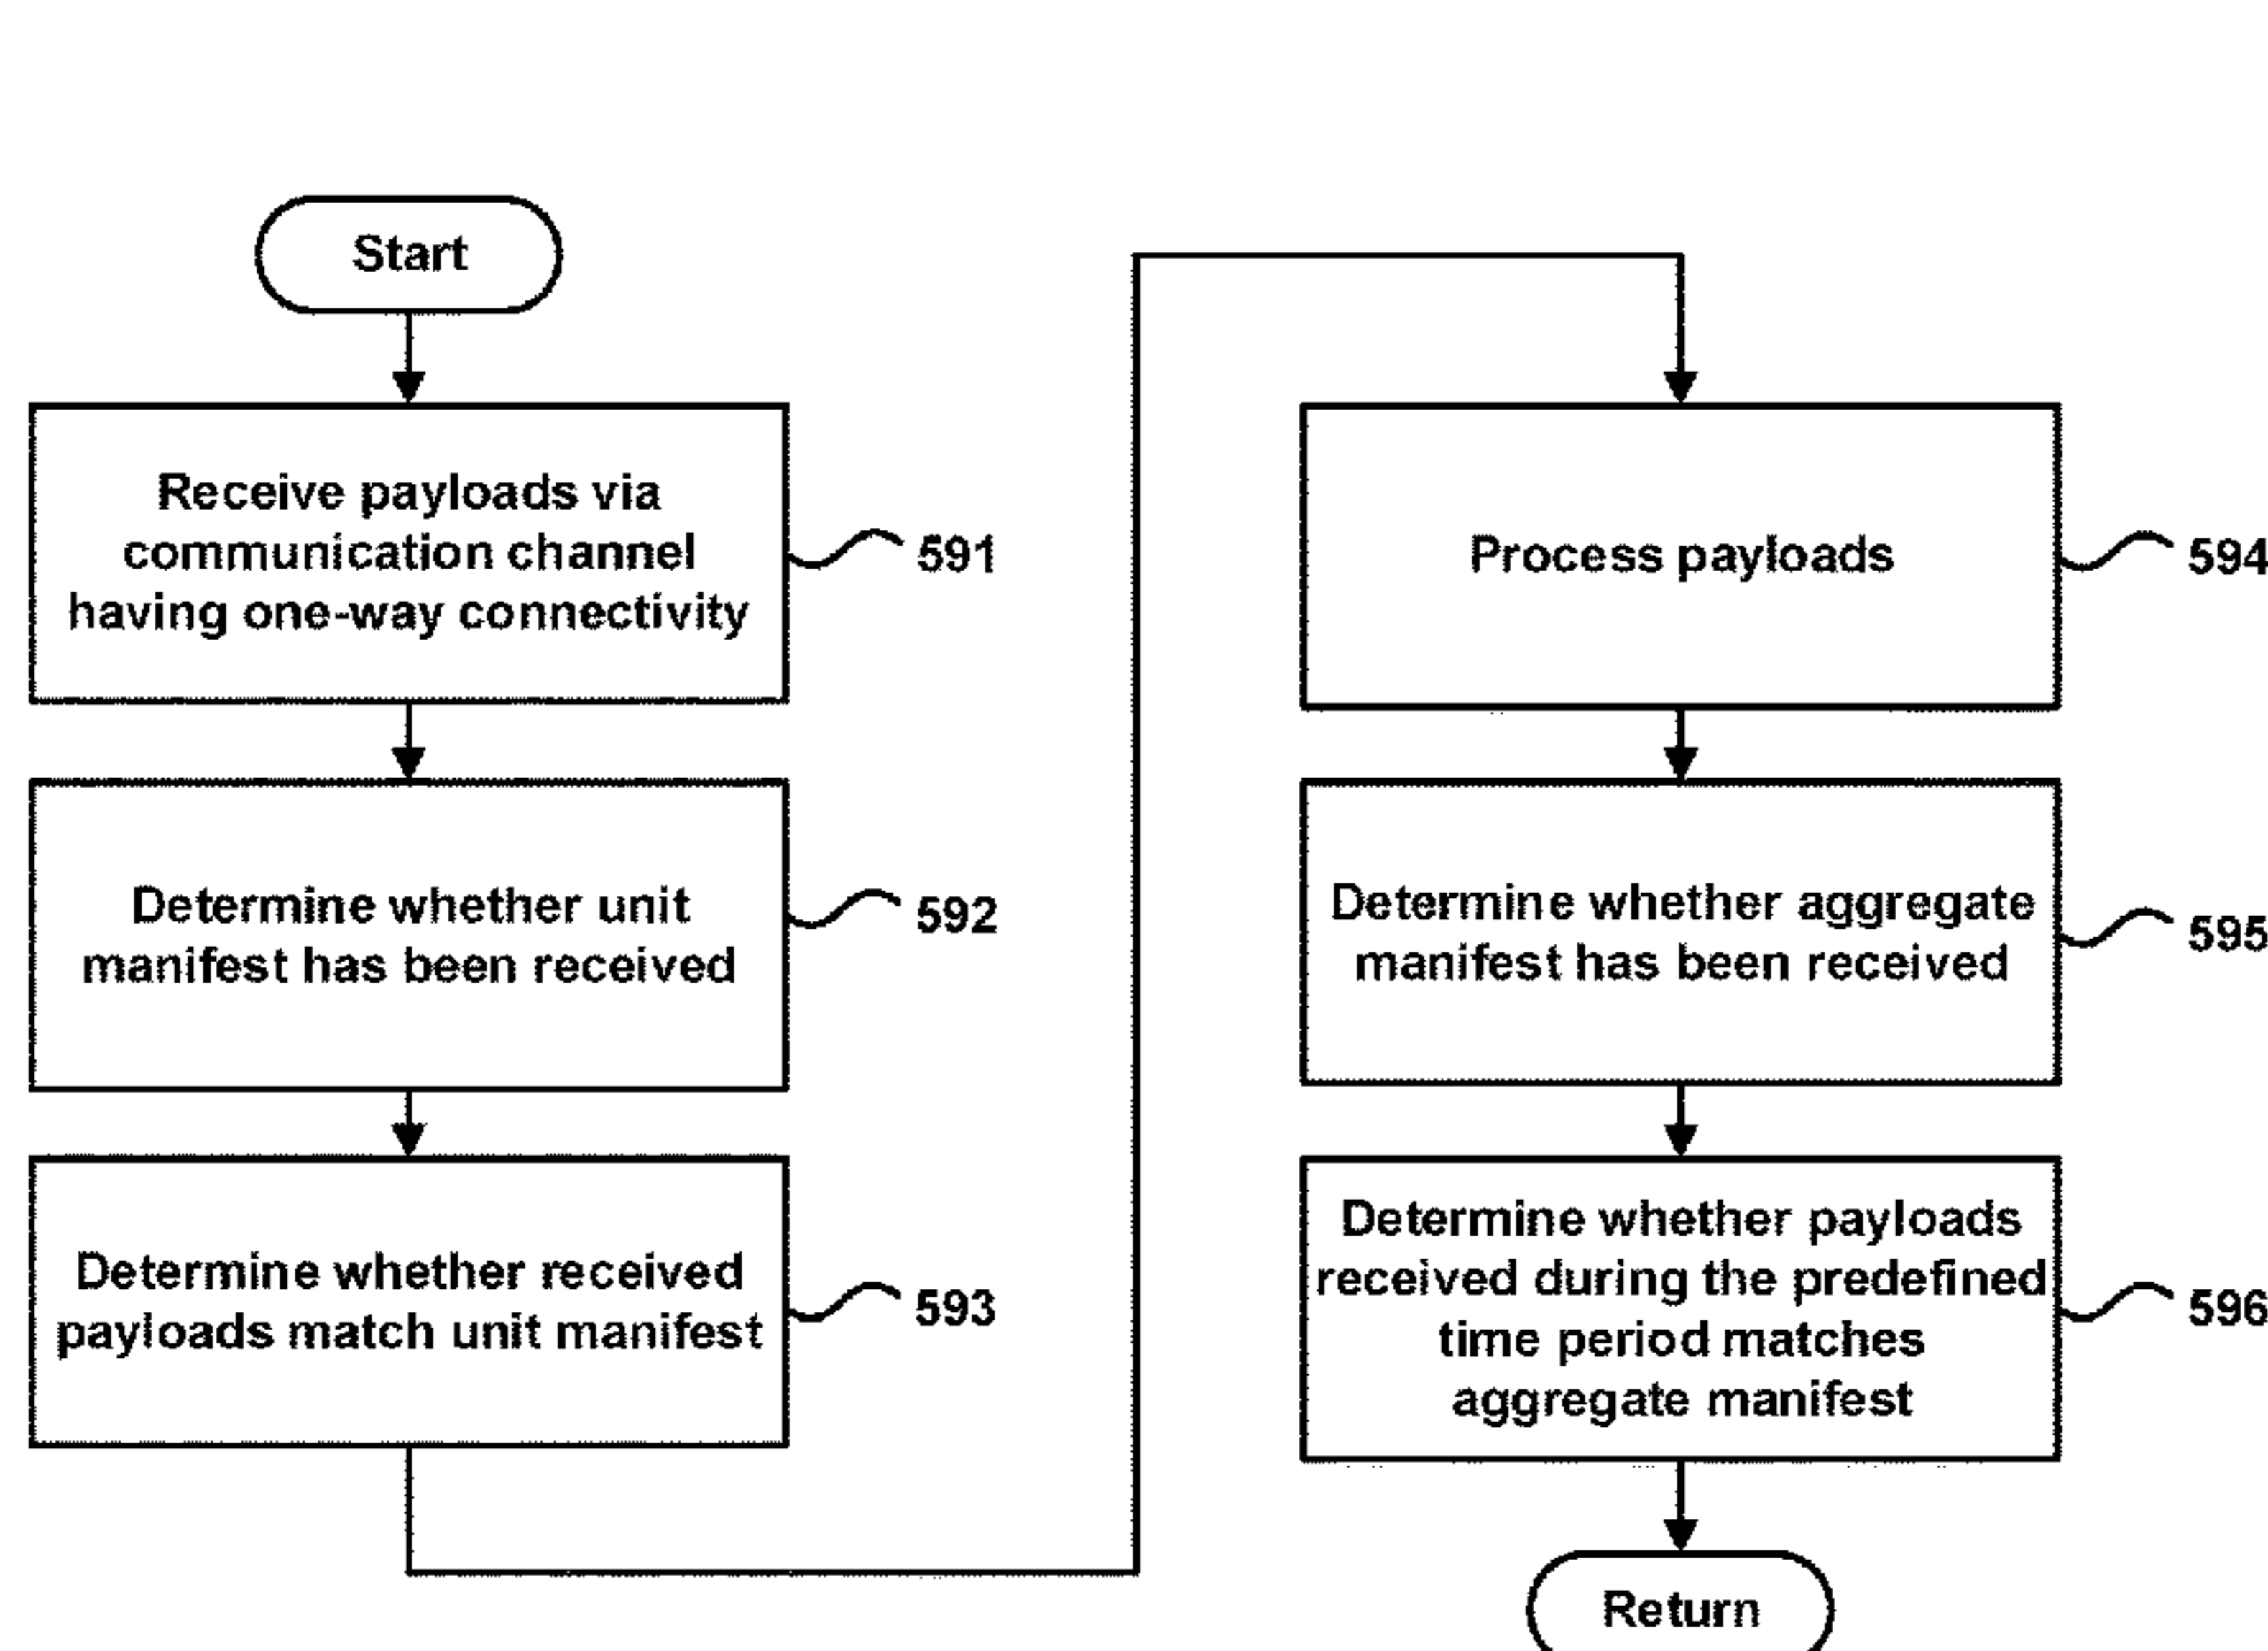 Start
Receive payloads via
communication channel
having one-way connectivity
591
Determine whether unit
manifest has been received
592
Determine whether received
payloads match unit manifest
593
Process payloads
594
Determine whether aggregate
manifest has been received
595
Determine whether payloads
received during the predefined
time period matches
aggregate manifest
596
Return